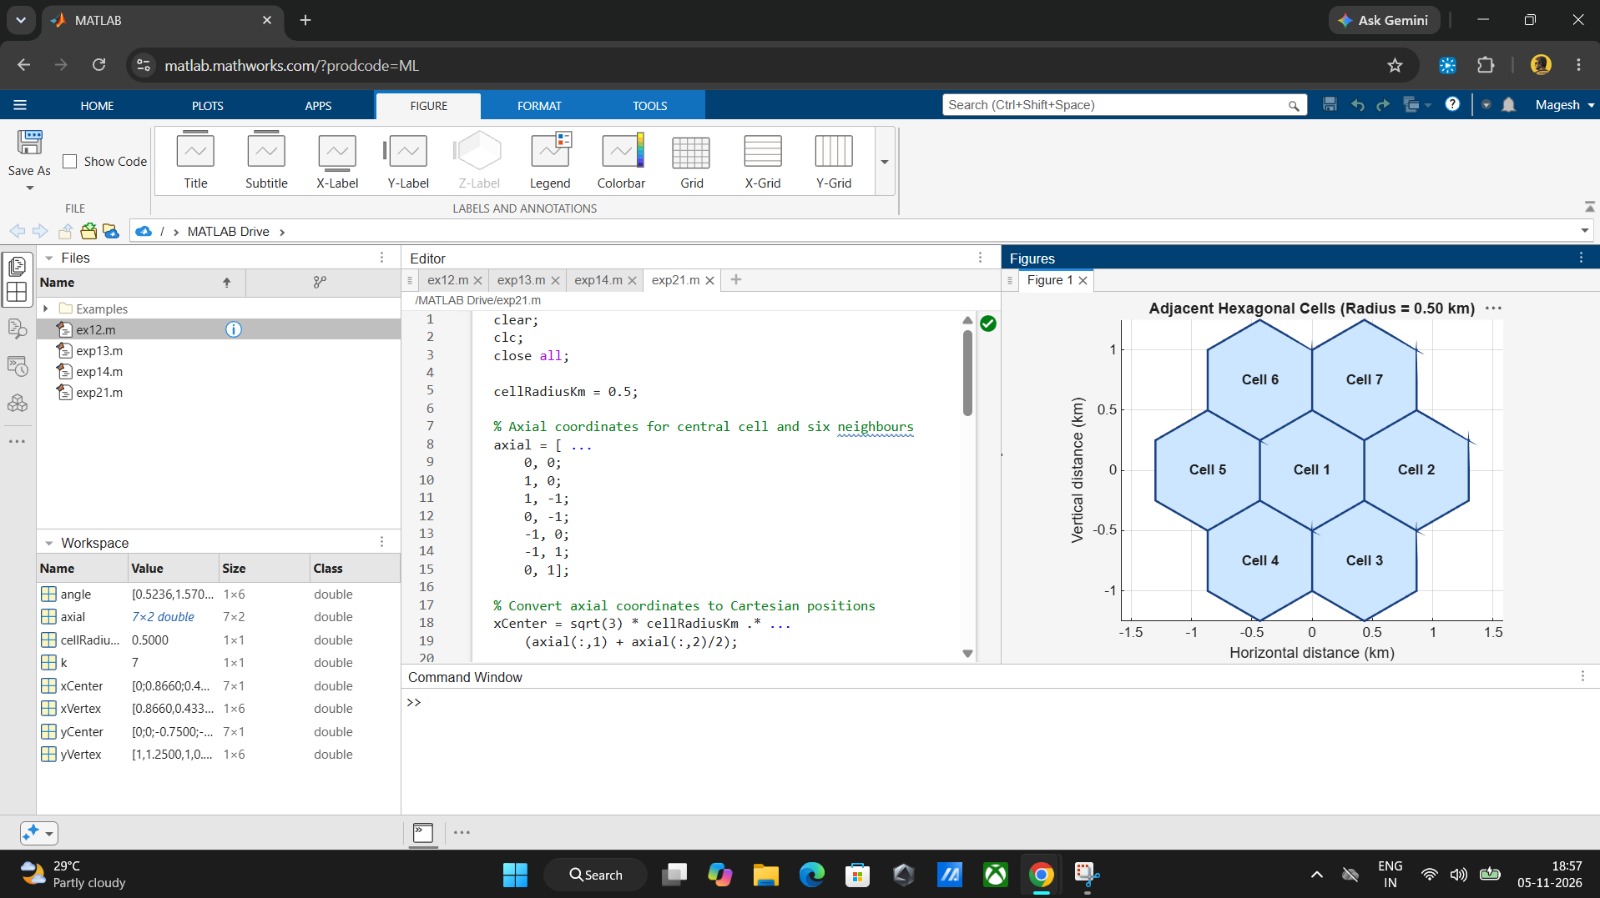 MATLAB
Ask Gemini
matlab.mathworks.com/?prodcode=ML
HOME PLOTS APPS FIGURE FORMAT TOOLS
Search (Ctrl+Shift+Space)
Magesh
Save As
Show Code
Title Subtitle X-Label Y-Label Z-Label Legend Colorbar Grid X-Grid Y-Grid
FILE
LABELS AND ANNOTATIONS
/ › MATLAB Drive ›
Files
Name
Examples
ex12.m
exp13.m
exp14.m
exp21.m
Workspace
Name Value Size Class
angle [0.5236,1.570... 1×6 double
axial 7×2 double 7×2 double
cellRadiu... 0.5000 1×1 double
k 7 1×1 double
xCenter [0;0.8660;0.4... 7×1 double
xVertex [0.8660,0.433... 1×6 double
yCenter [0;0;-0.7500;-... 7×1 double
yVertex [1,1.2500,1,0.... 1×6 double
Editor
ex12.m exp13.m exp14.m exp21.m
/MATLAB Drive/exp21.m
1 clear;
2 clc;
3 close all;
4
5 cellRadiusKm = 0.5;
6
7 % Axial coordinates for central cell and six neighbours
8 axial = [ ...
9 0, 0;
10 1, 0;
11 1, -1;
12 0, -1;
13 -1, 0;
14 -1, 1;
15 0, 1];
16
17 % Convert axial coordinates to Cartesian positions
18 xCenter = sqrt(3) * cellRadiusKm .* ...
19 (axial(:,1) + axial(:,2)/2);
20
Figures
Figure 1
Adjacent Hexagonal Cells (Radius = 0.50 km)
Vertical distance (km)
1
0.5
0
-0.5
-1
Cell 6 Cell 7
Cell 5 Cell 1 Cell 2
Cell 4 Cell 3
-1.5 -1 -0.5 0 0.5 1 1.5
Horizontal distance (km)
Command Window
>>
29°C
Partly cloudy
Search
ENG
IN
18:57
05-11-2026